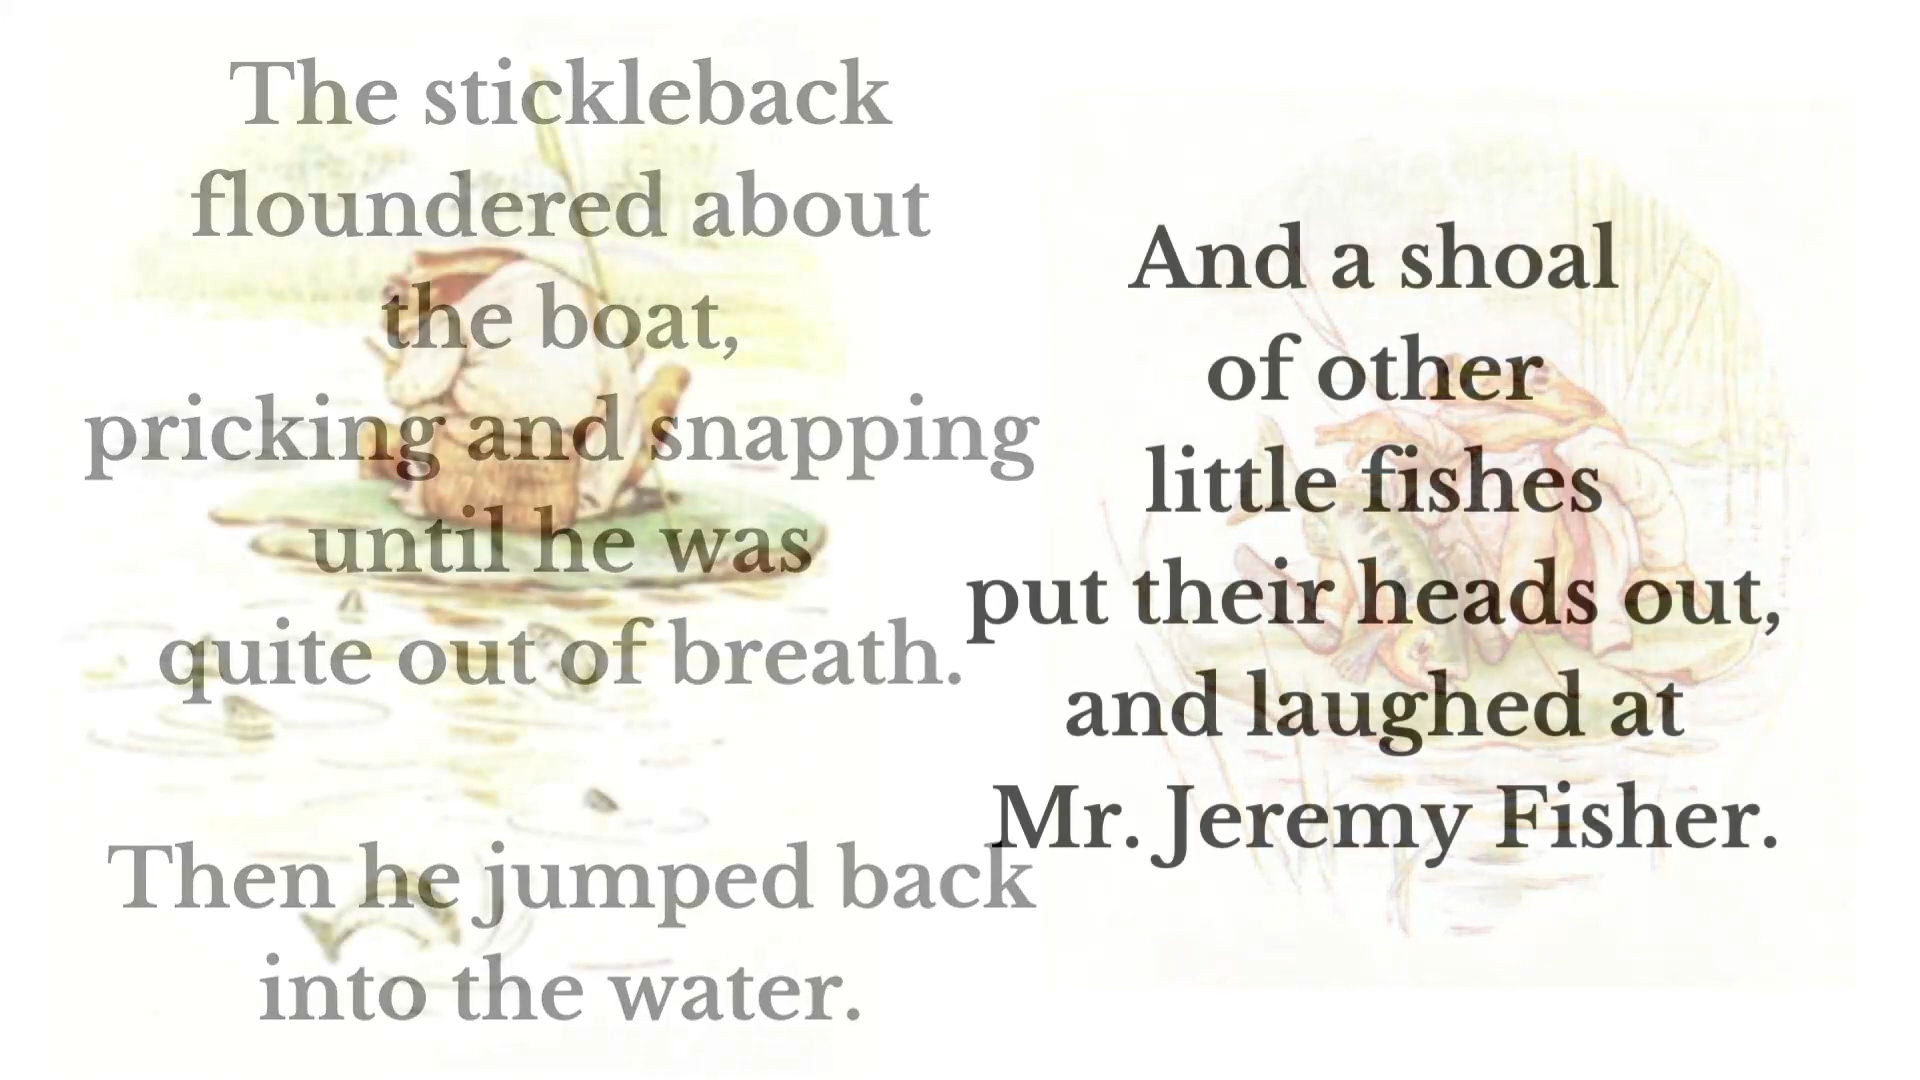 The stickleback
floundered about
the boat,
pricking and snapping
until he was
quite out of breath.
Then he jumped back
into the water.
And a shoal
of other
little fishes
put their heads out,
and laughed at
Mr. Jeremy Fisher.